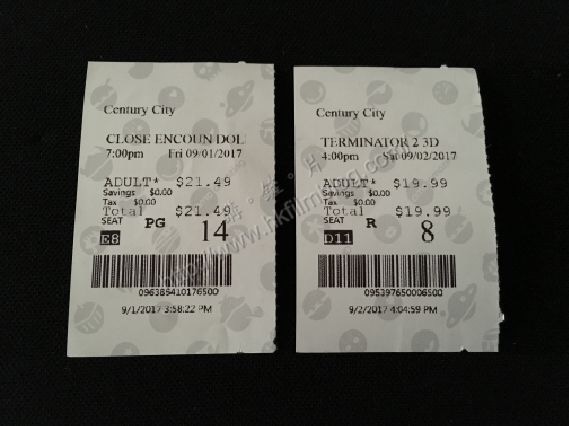 Century City
CLOSE ENCOUN DOL
7:00pm Fri 09/01/2017
ADULT* $21.49
Savings $0.00
Tax $0.00
Total $21.49
SEAT PG 14
E8
9/1/2017 3:58:22 PM
Century City
TERMINATOR 2 3D
4:00pm Sat 09/02/2017
ADULT* $19.99
Savings $0.00
Tax $0.00
Total $19.99
SEAT R 8
D11
095397650006500
9/2/2017 4:04:59 PM